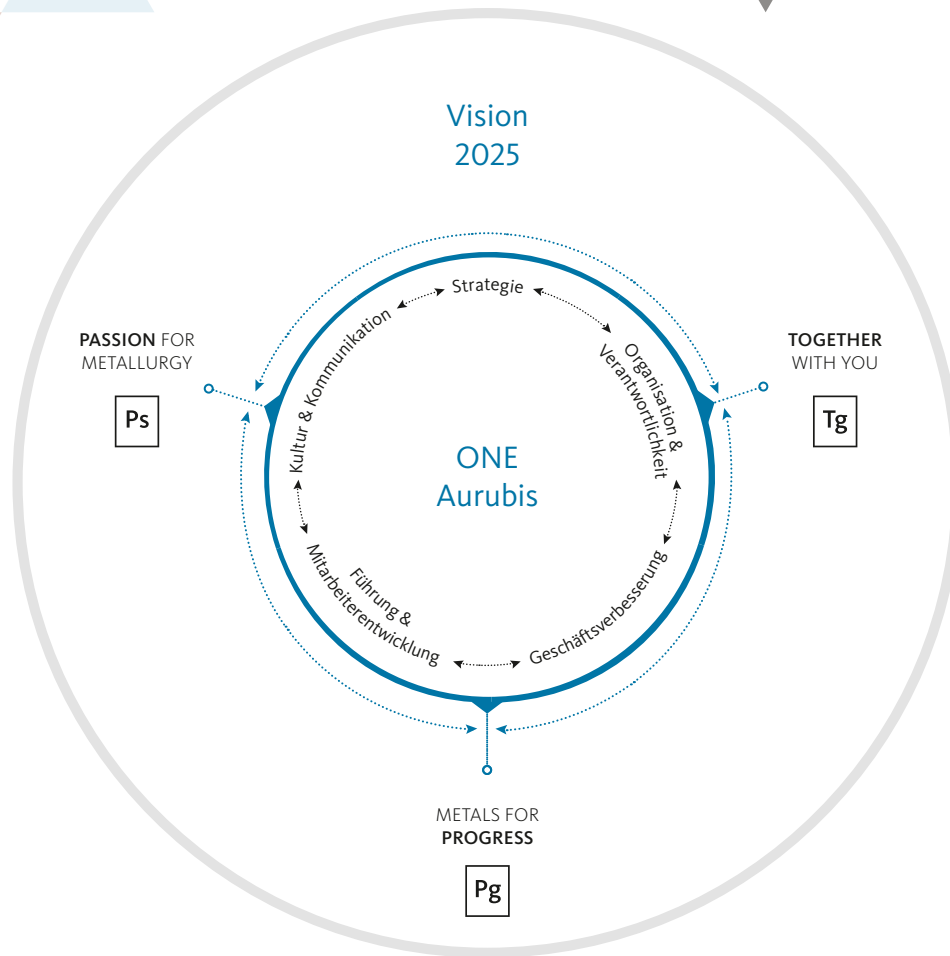 Vision
2025
Strategie
Kultur & Kommunikation
Organisation &
Verantwortlichkeit
PASSION FOR
METALLURGY
Ps
TOGETHER
WITH YOU
Tg
ONE
Aurubis
Führung &
Mitarbeiterentwicklung
Geschäftsverbesserung
METALS FOR
PROGRESS
Pg